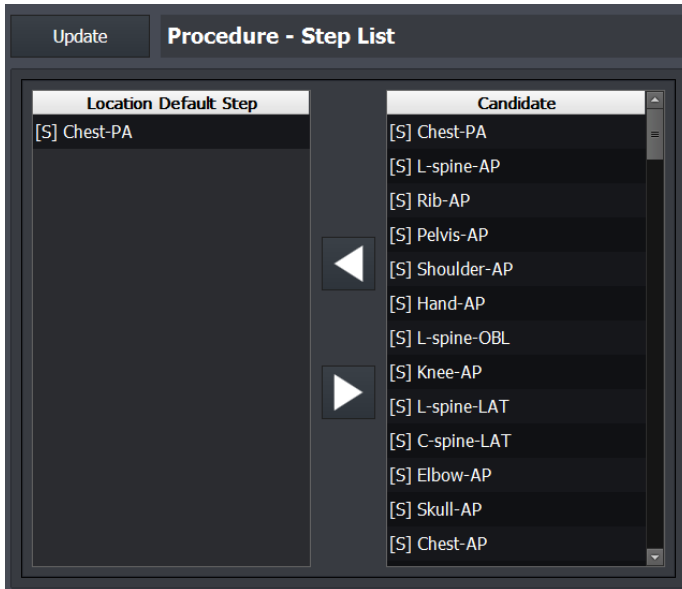 Update
Procedure - Step List
Location Default Step
[S] Chest-PA
Candidate
[S] Chest-PA
[S] L-spine-AP
[S] Rib-AP
[S] Pelvis-AP
[S] Shoulder-AP
[S] Hand-AP
[S] L-spine-OBL
[S] Knee-AP
[S] L-spine-LAT
[S] C-spine-LAT
[S] Elbow-AP
[S] Skull-AP
[S] Chest-AP